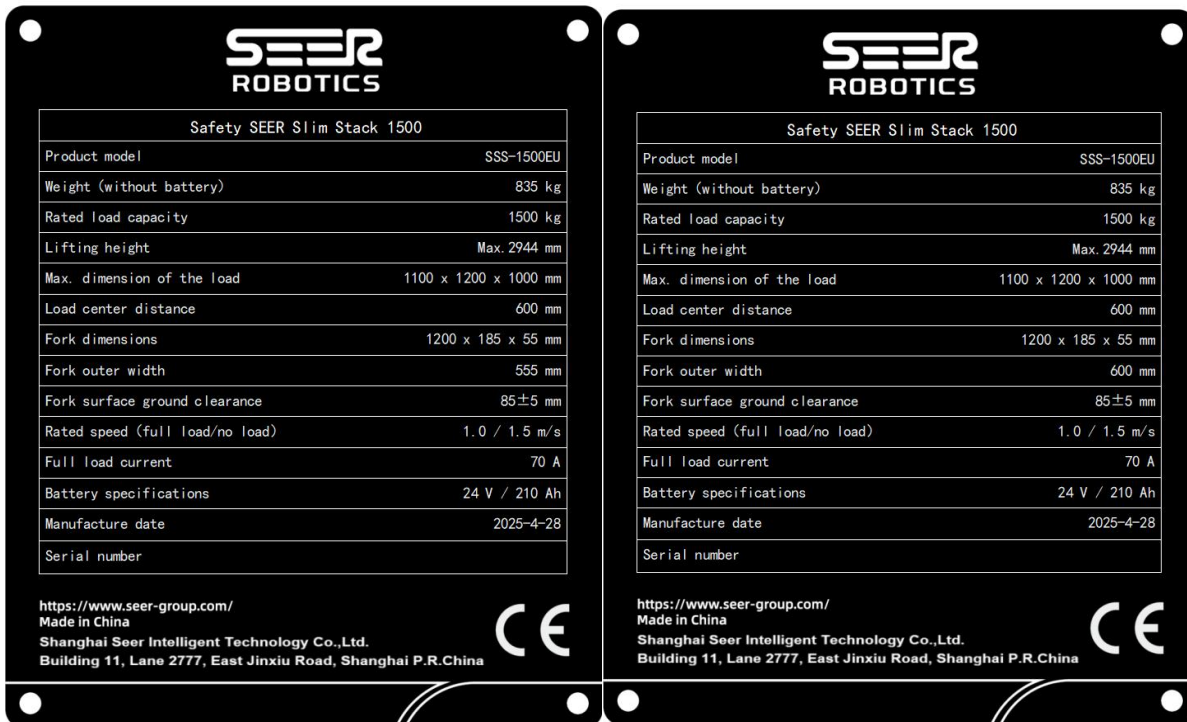 SEER
ROBOTICS
Safety SEER Slim Stack 1500
Product model SSS-1500EU
Weight (without battery) 835 kg
Rated load capacity 1500 kg
Lifting height Max. 2944 mm
Max. dimension of the load 1100 x 1200 x 1000 mm
Load center distance 600 mm
Fork dimensions 1200 x 185 x 55 mm
Fork outer width 555 mm
Fork surface ground clearance 85±5 mm
Rated speed (full load/no load) 1.0 / 1.5 m/s
Full load current 70 A
Battery specifications 24 V / 210 Ah
Manufacture date 2025-4-28
Serial number
https://www.seer-group.com/
Made in China
Shanghai Seer Intelligent Technology Co.,Ltd.
Building 11, Lane 2777, East Jinxiu Road, Shanghai P.R.China
CE
SEER
ROBOTICS
Safety SEER Slim Stack 1500
Product model SSS-1500EU
Weight (without battery) 835 kg
Rated load capacity 1500 kg
Lifting height Max. 2944 mm
Max. dimension of the load 1100 x 1200 x 1000 mm
Load center distance 600 mm
Fork dimensions 1200 x 185 x 55 mm
Fork outer width 600 mm
Fork surface ground clearance 85±5 mm
Rated speed (full load/no load) 1.0 / 1.5 m/s
Full load current 70 A
Battery specifications 24 V / 210 Ah
Manufacture date 2025-4-28
Serial number
https://www.seer-group.com/
Made in China
Shanghai Seer Intelligent Technology Co.,Ltd.
Building 11, Lane 2777, East Jinxiu Road, Shanghai P.R.China
CE